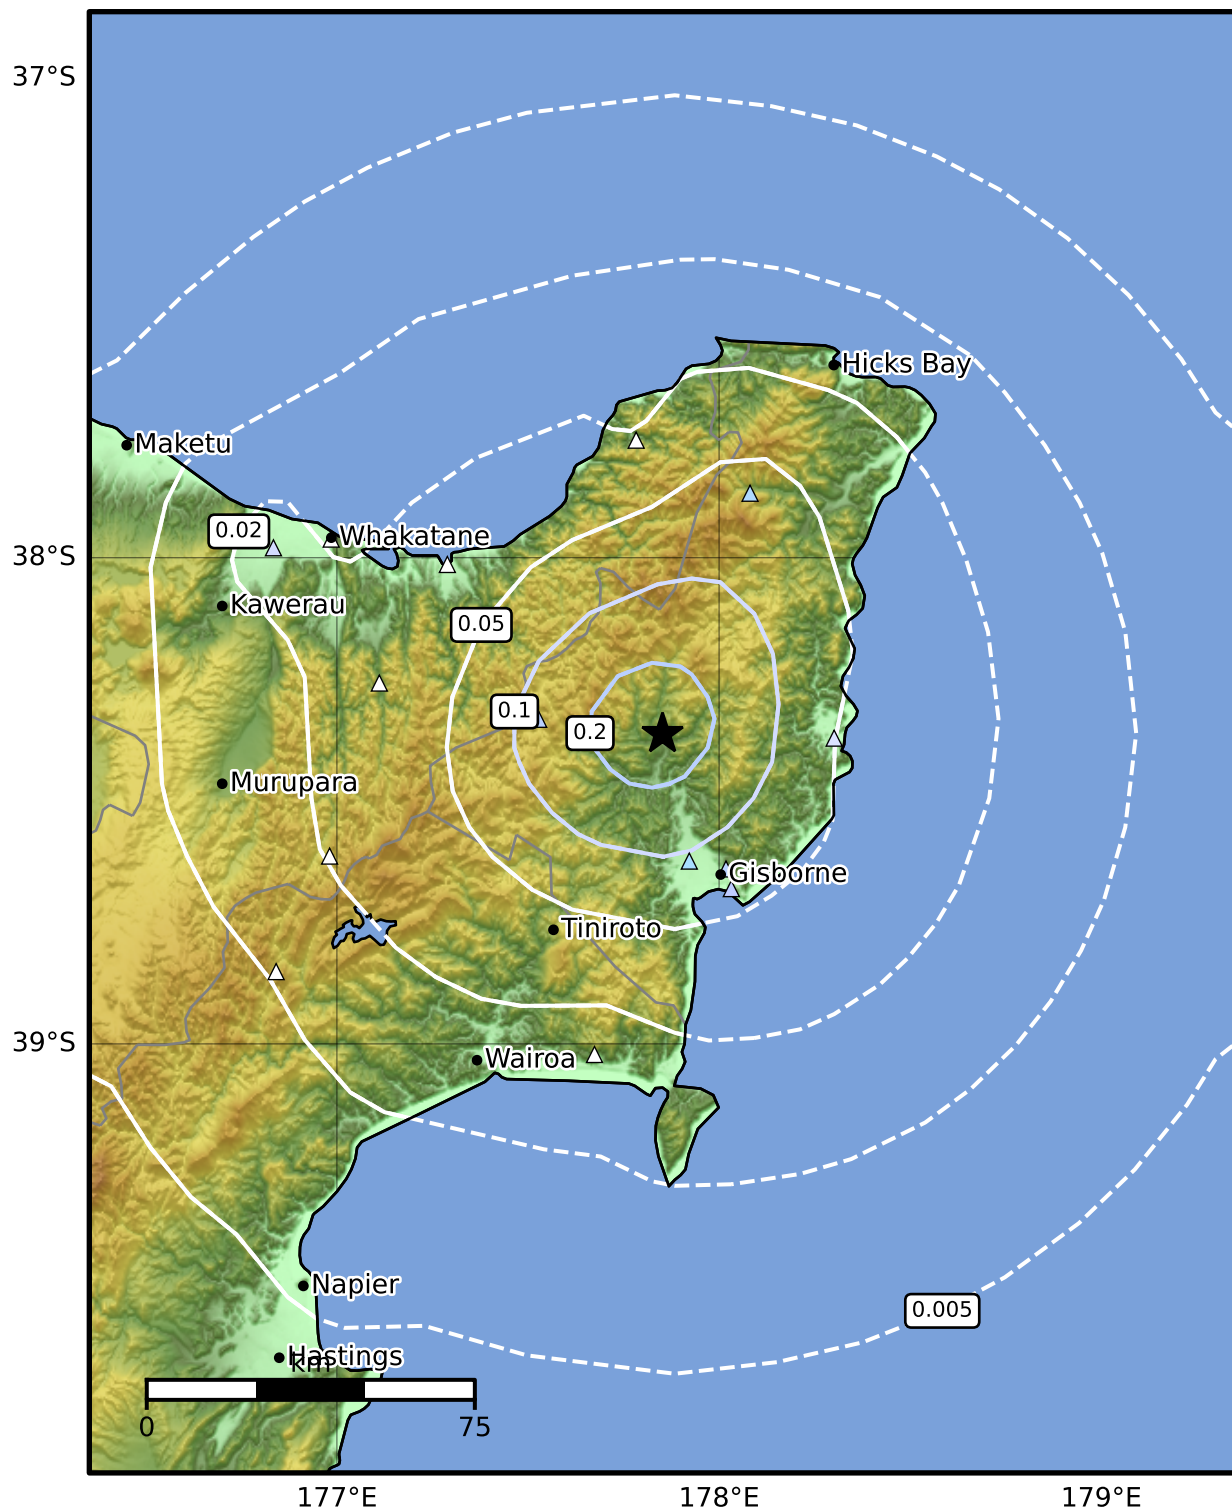 37°S
Hicks Bay
Maketu
0.02
Whakatane
38°S
Kawerau
0.05
0.1
0.2
Murupara
Gisborne
Tiniroto
39°S
Wairoa
Napier
0.005
Hastings
km
0 75
177°E 178°E 179°E